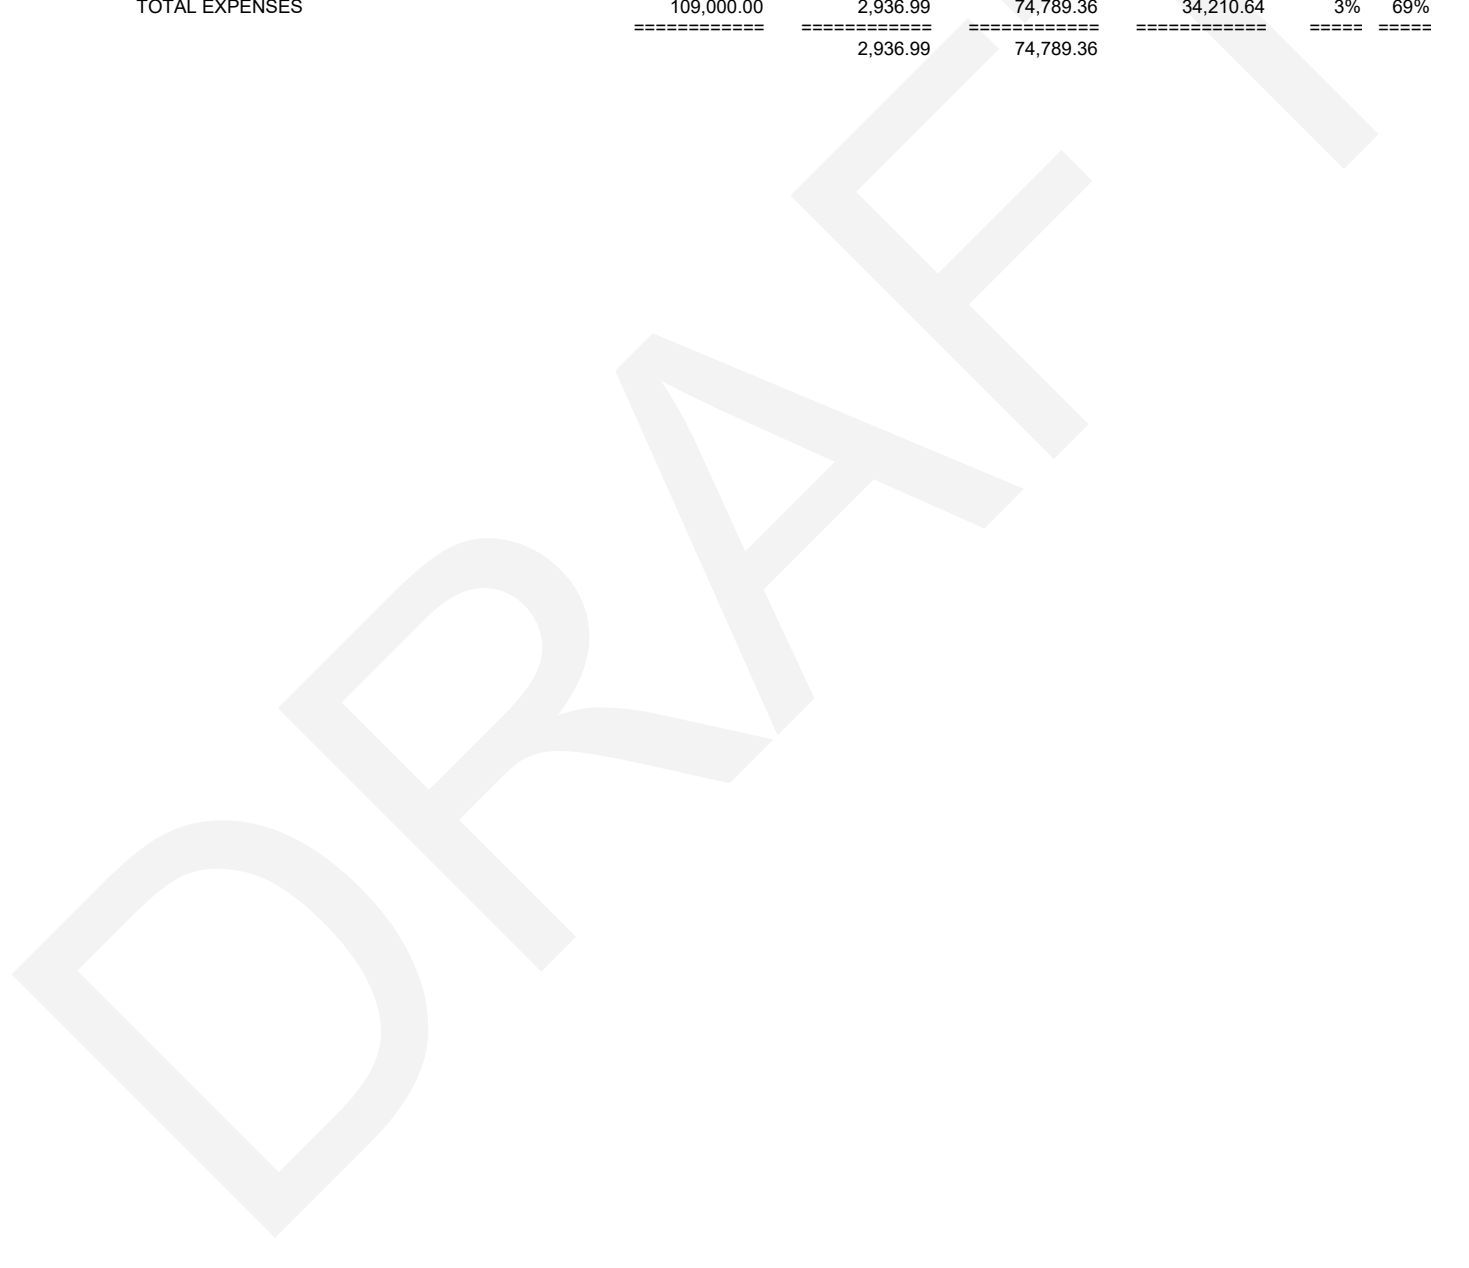 TOTAL EXPENSES 109,000.00 2,936.99 74,789.36 34,210.64 3% 69%
============ ============ ============ ============ ===== =====
2,936.99 74,789.36
DRAFT